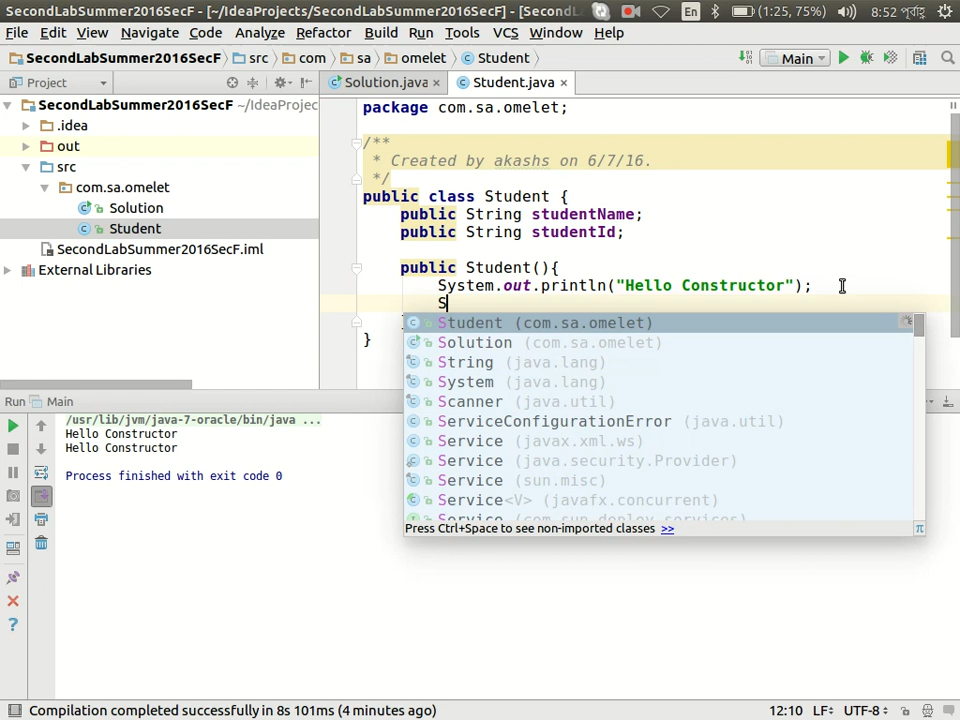 SecondLabSummer2016SecF - [~/IdeaProjects/SecondLabSummer2016SecF] - [SecondL
En
(1:25, 75%)
8:52 পূর্বাহ্ণ
File Edit View Navigate Code Analyze Refactor Build Run Tools VCS Window Help
SecondLabSummer2016SecF src com sa omelet Student
Main
Project
Solution.java
Student.java
SecondLabSummer2016SecF ~/IdeaProjec
.idea
out
src
com.sa.omelet
Solution
Student
SecondLabSummer2016SecF.iml
External Libraries
package com.sa.omelet;
/**
* Created by akashs on 6/7/16.
*/
public class Student {
public String studentName;
public String studentId;
public Student(){
System.out.println("Hello Constructor");
S
}
Student (com.sa.omelet)
Solution (com.sa.omelet)
String (java.lang)
System (java.lang)
Scanner (java.util)
ServiceConfigurationError (java.util)
Service (javax.xml.ws)
Service (java.security.Provider)
Service (sun.misc)
Service<V> (javafx.concurrent)
Service (com.sun.deploy.services)
Press Ctrl+Space to see non-imported classes >>
π
Run Main
/usr/lib/jvm/java-7-oracle/bin/java ...
Hello Constructor
Hello Constructor
Process finished with exit code 0
Compilation completed successfully in 8s 101ms (4 minutes ago)
12:10 LF UTF-8